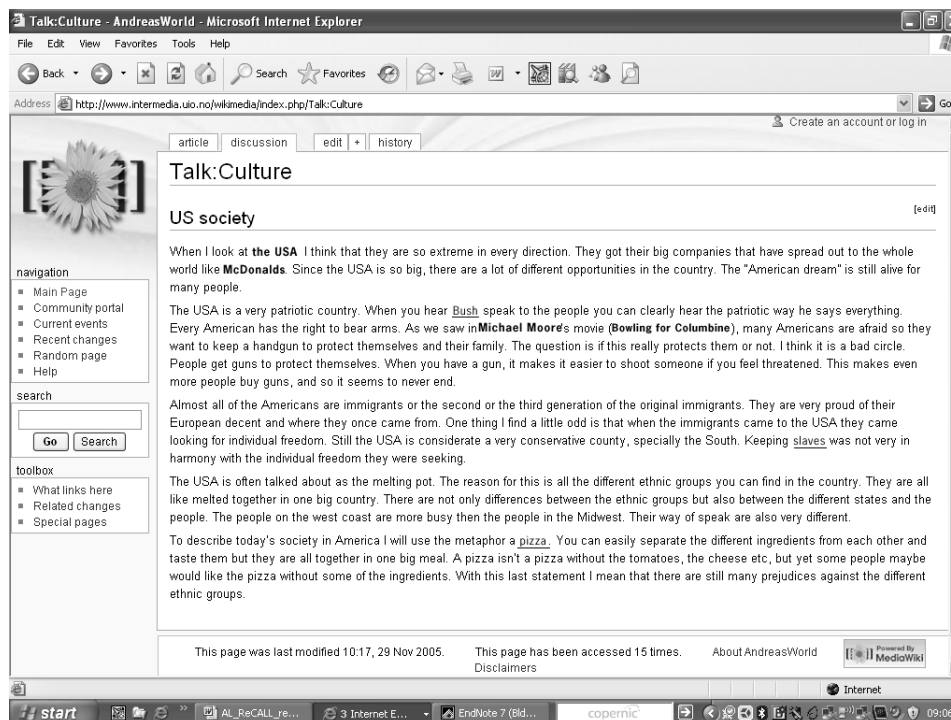 Talk:Culture - AndreasWorld - Microsoft Internet Explorer
File Edit View Favorites Tools Help
Back Search Favorites
Address http://www.intermedia.uio.no/wikimedia/index.php/Talk:Culture Go
Create an account or log in
article discussion edit + history
Talk:Culture
US society [edit]
When I look at the USA I think that they are so extreme in every direction. They got their big companies that have spread out to the whole
world like McDonalds. Since the USA is so big, there are a lot of different opportunities in the country. The "American dream" is still alive for
many people.
The USA is a very patriotic country. When you hear Bush speak to the people you can clearly hear the patriotic way he says everything.
Every American has the right to bear arms. As we saw in Michael Moore's movie (Bowling for Columbine), many Americans are afraid so they
want to keep a handgun to protect themselves and their family. The question is if this really protects them or not. I think it is a bad circle.
People get guns to protect themselves. When you have a gun, it makes it easier to shoot someone if you feel threatened. This makes even
more people buy guns, and so it seems to never end.
Almost all of the Americans are immigrants or the second or the third generation of the original immigrants. They are very proud of their
European decent and where they once came from. One thing I find a little odd is that when the immigrants came to the USA they came
looking for individual freedom. Still the USA is considerate a very conservative county, specially the South. Keeping slaves was not very in
harmony with the individual freedom they were seeking.
The USA is often talked about as the melting pot. The reason for this is all the different ethnic groups you can find in the country. They are all
like melted together in one big country. There are not only differences between the ethnic groups but also between the different states and the
people. The people on the west coast are more busy then the people in the Midwest. Their way of speak are also very different.
To describe today's society in America I will use the metaphor a pizza. You can easily separate the different ingredients from each other and
taste them but they are all together in one big meal. A pizza isn't a pizza without the tomatoes, the cheese etc, but yet some people maybe
would like the pizza without some of the ingredients. With this last statement I mean that there are still many prejudices against the different
ethnic groups.
navigation
Main Page
Community portal
Current events
Recent changes
Random page
Help
search
Go Search
toolbox
What links here
Related changes
Special pages
This page was last modified 10:17, 29 Nov 2005. This page has been accessed 15 times. About AndreasWorld
Disclaimers
Powered By
MediaWiki
Internet
start AL_ReCALL_re... 3 Internet E... EndNote 7 (Bld... copernic